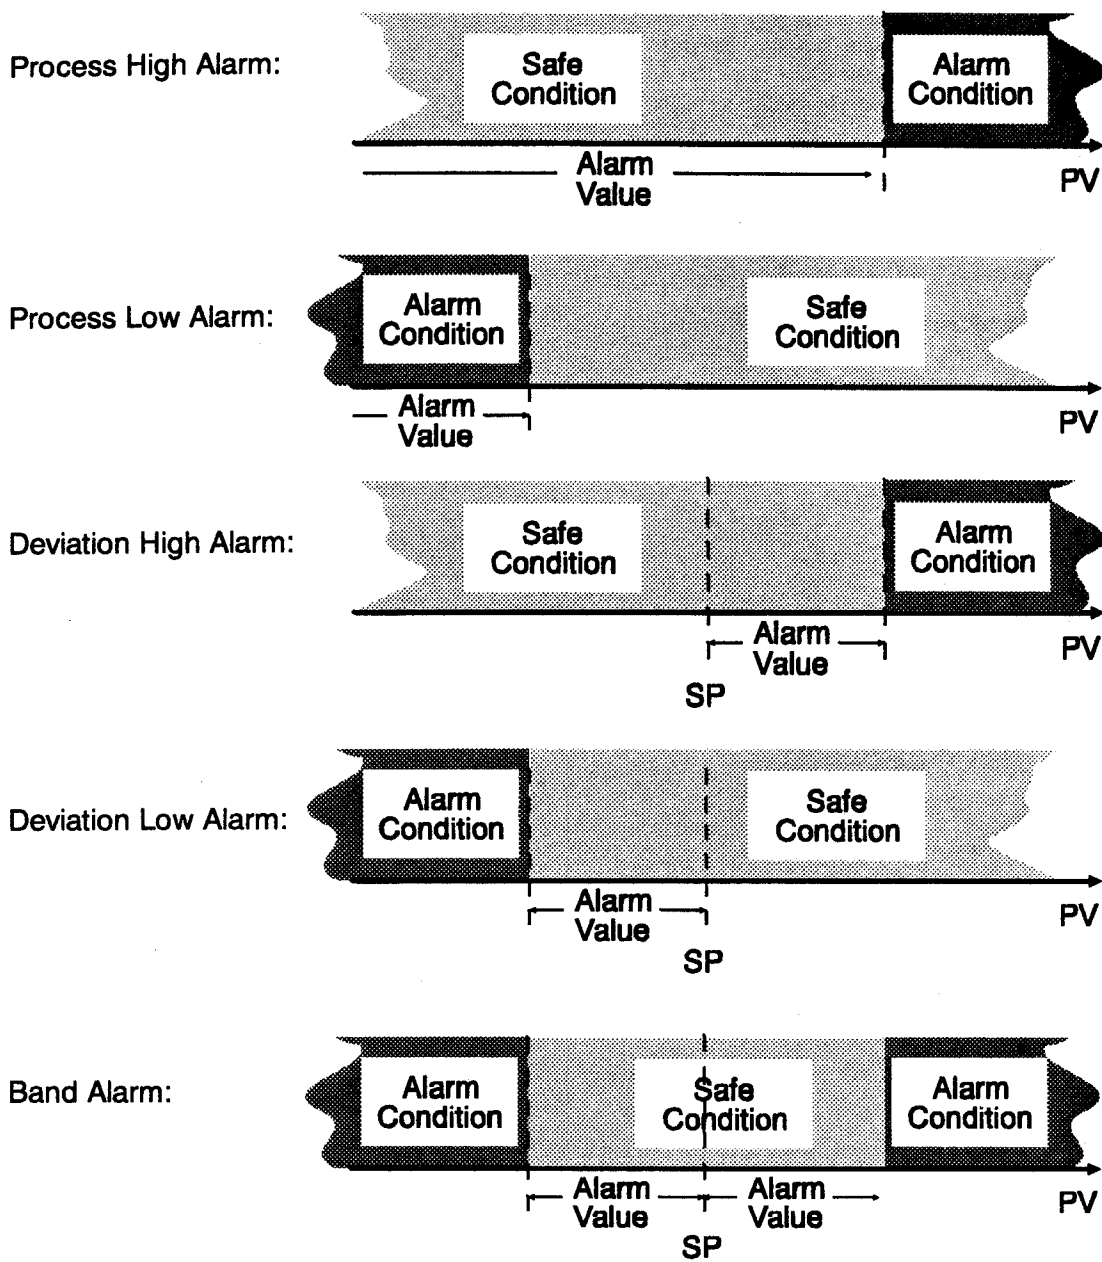 Process High Alarm:
Safe
Condition
Alarm
Condition
Alarm
Value
PV
Process Low Alarm:
Alarm
Condition
Safe
Condition
Alarm
Value
PV
Deviation High Alarm:
Safe
Condition
Alarm
Condition
Alarm
Value
PV
SP
Deviation Low Alarm:
Alarm
Condition
Safe
Condition
Alarm
Value
PV
SP
Band Alarm:
Alarm
Condition
Safe
Condition
Alarm
Condition
Alarm
Value
Alarm
Value
PV
SP